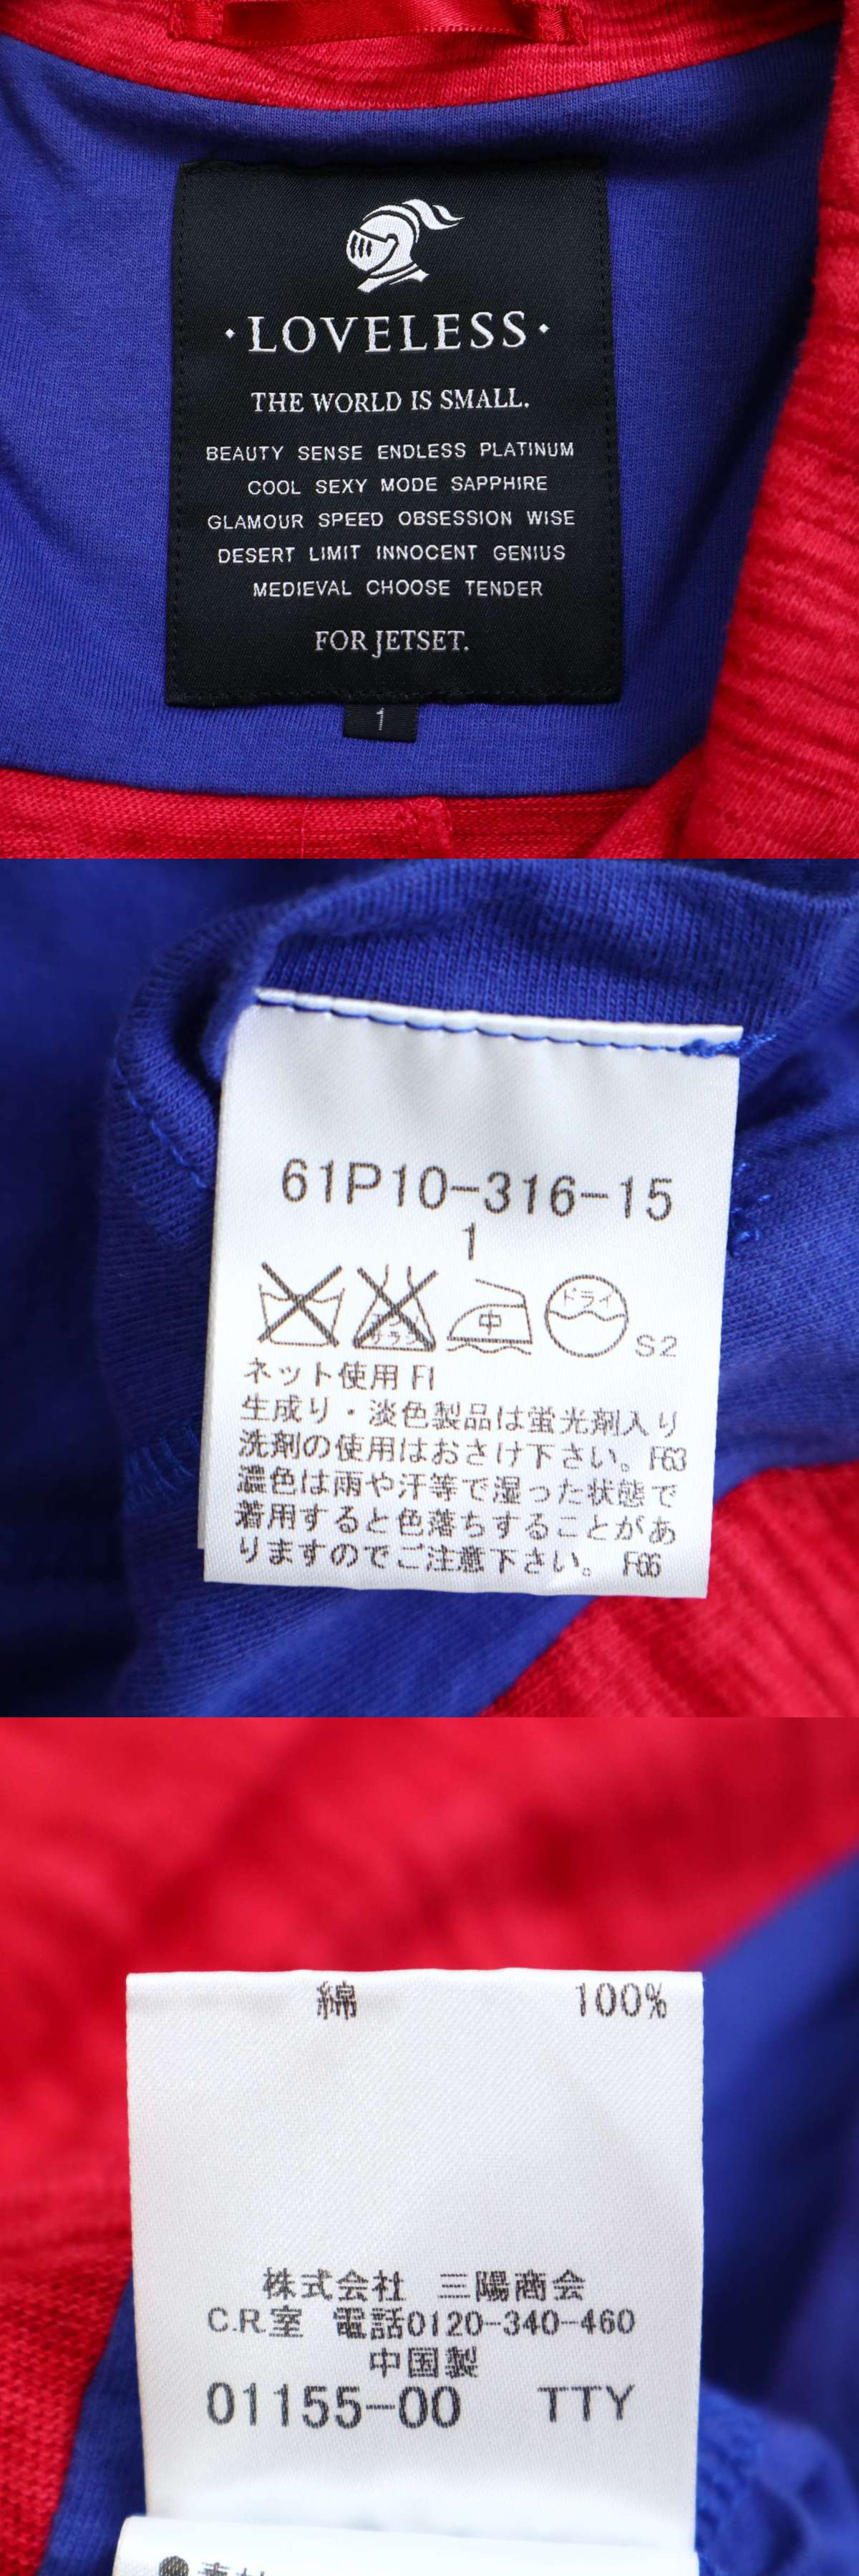 ·LOVELESS·
THE WORLD IS SMALL.
BEAUTY SENSE ENDLESS PLATINUM
COOL SEXY MODE SAPPHIRE
GLAMOUR SPEED OBSESSION WISE
DESERT LIMIT INNOCENT GENIUS
MEDIEVAL CHOOSE TENDER
FOR JETSET.
1
61P10-316-15
1
中 ドライ S2
ネット使用 F1
生成り・淡色製品は蛍光剤入り
洗剤の使用はおさけ下さい。F63
濃色は雨や汗等で湿った状態で
着用すると色落ちすることがあ
りますのでご注意下さい。 F66
綿 100%
株式会社 三陽商会
C.R.室 電話0120-340-460
中国製
01155-00 TTY